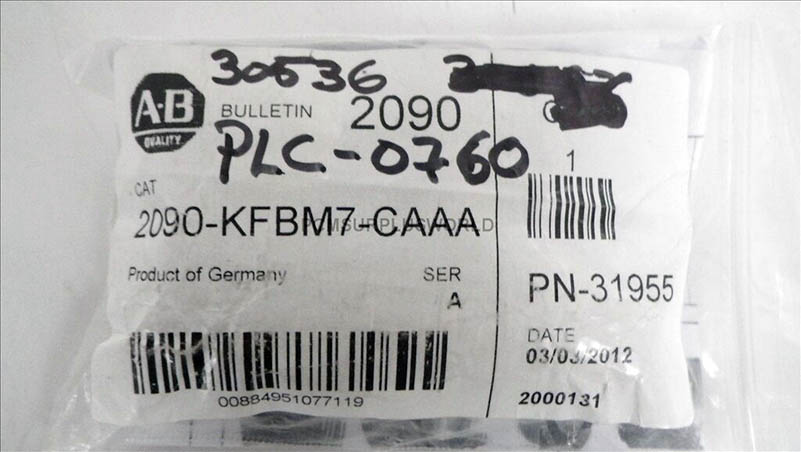 30536
A-B
QUALITY
BULLETIN 2090
PLC-0760
1
CAT
2090-KFBM7-CAAA
PCMSURPLUSWORLD
Product of Germany
SER
A
PN-31955
DATE
03/03/2012
00884951077119
2000131